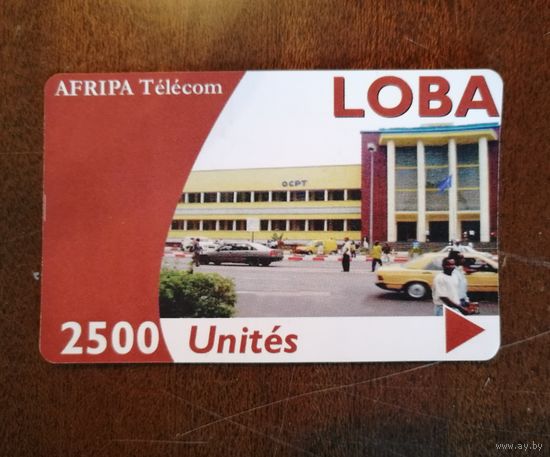 AFRIPA Télécom
LOBA
OCPT
2500 Unités
www.ay.by